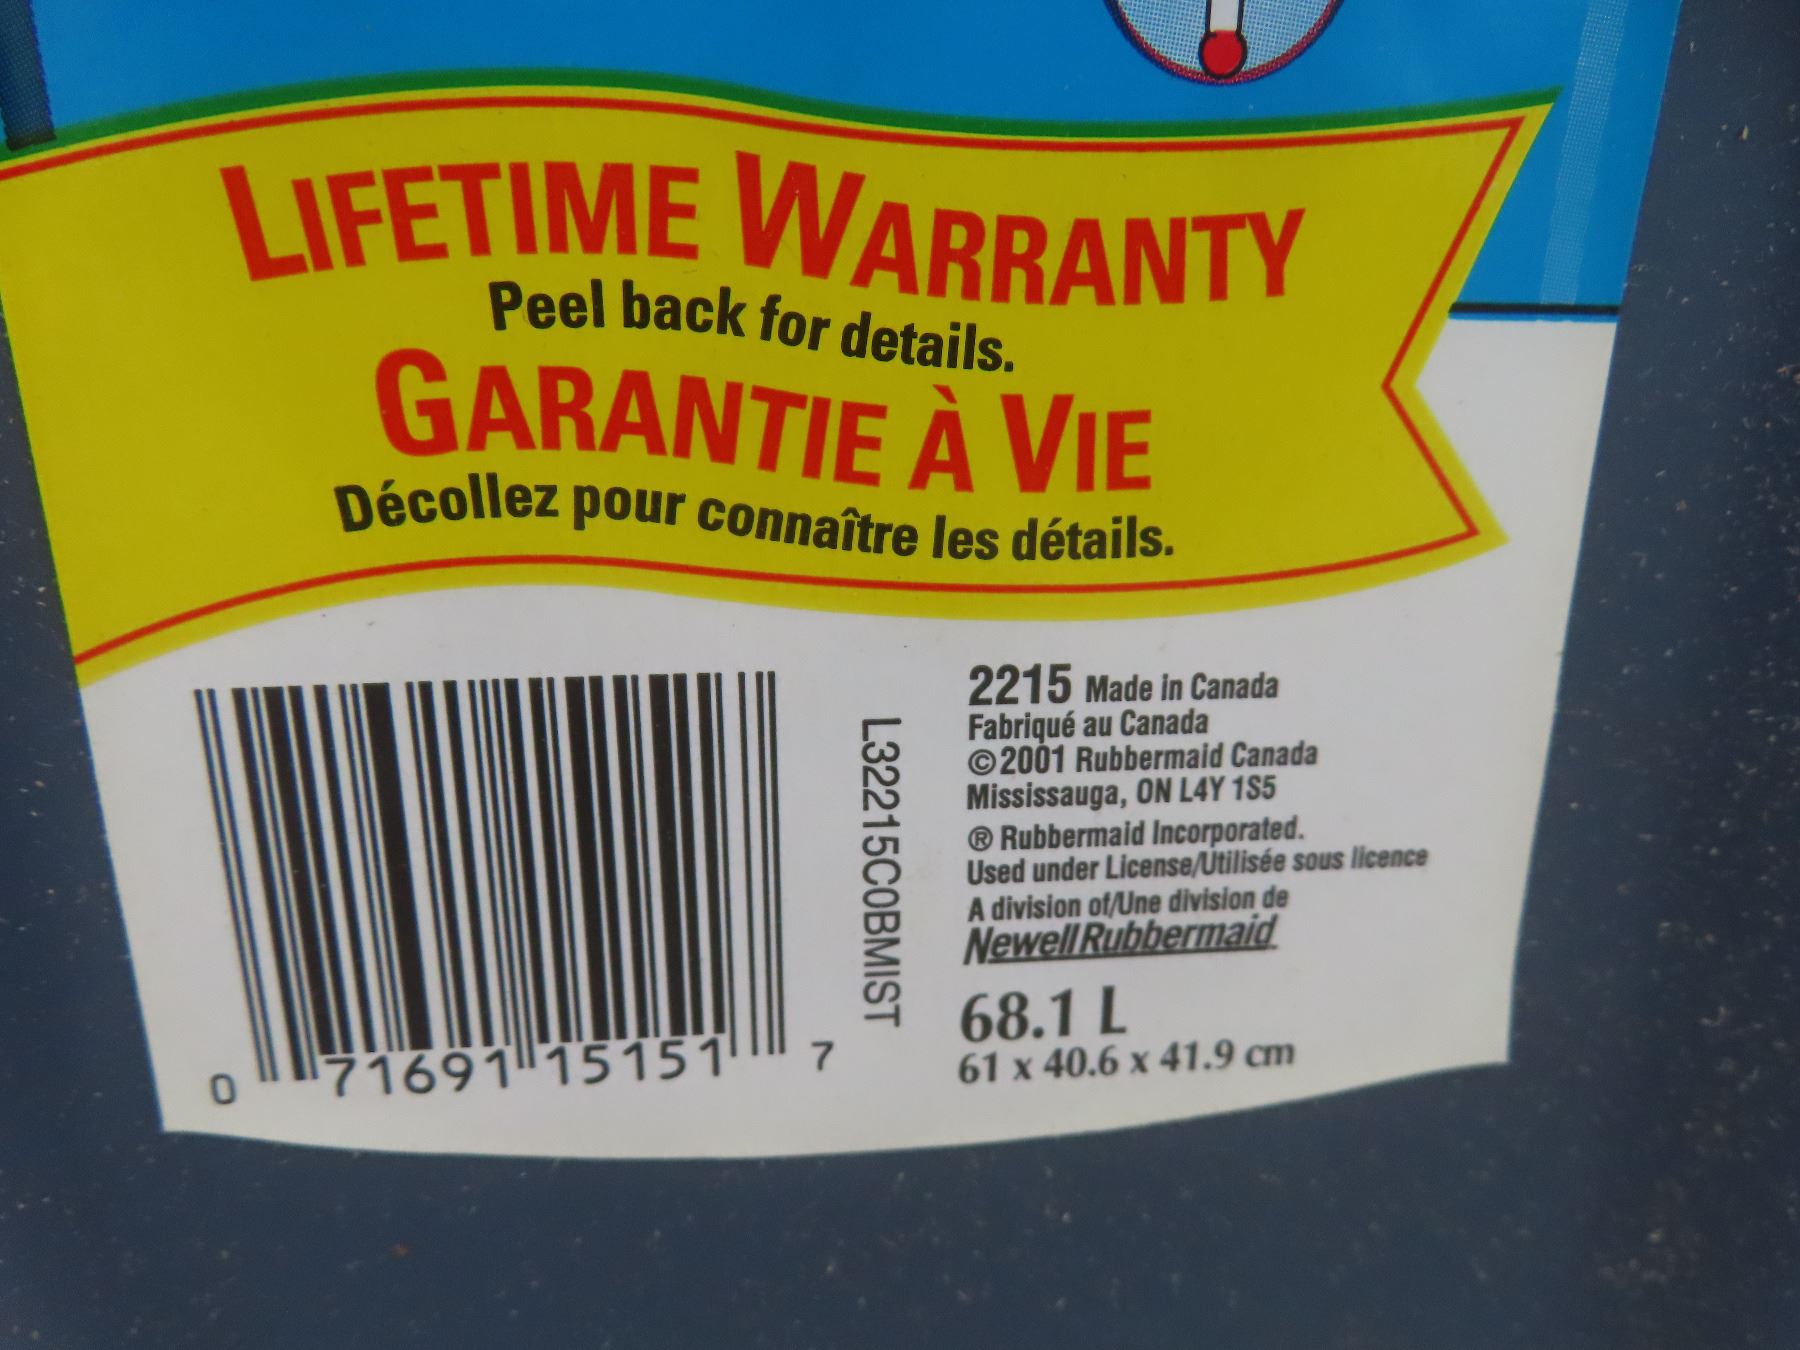 LIFETIME WARRANTY
Peel back for details.
GARANTIE À VIE
Décollez pour connaître les détails.
0 71691 15151 7
L32215C0BMIST
2215 Made in Canada
Fabriqué au Canada
©2001 Rubbermaid Canada
Mississauga, ON L4Y 1S5
® Rubbermaid Incorporated.
Used under License/Utilisée sous licence
A division of/Une division de
NewellRubbermaid
68.1 L
61 x 40.6 x 41.9 cm